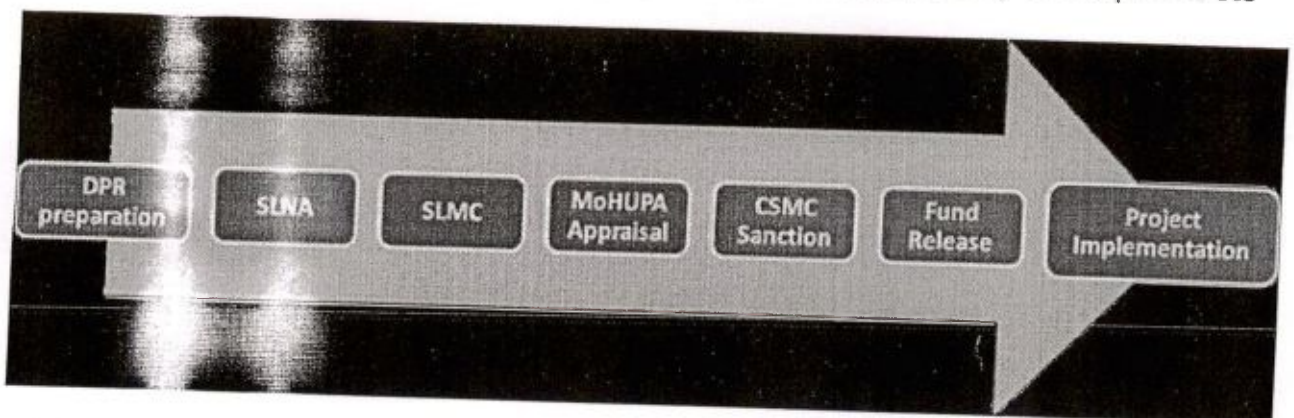 DPR
preparation
SLNA
SLMC
MoHUPA
Appraisal
CSMC
Sanction
Fund
Release
Project
Implementation